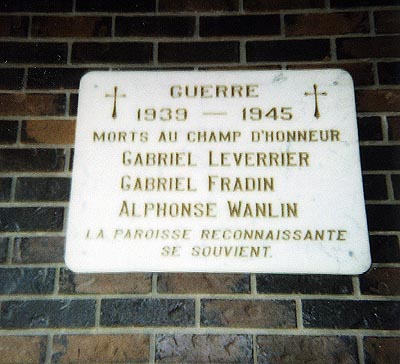 GUERRE
1939 — 1945
MORTS AU CHAMP D'HONNEUR
GABRIEL LEVERRIER
GABRIEL FRADIN
ALPHONSE WANLIN
LA PAROISSE RECONNAISSANTE
SE SOUVIENT.